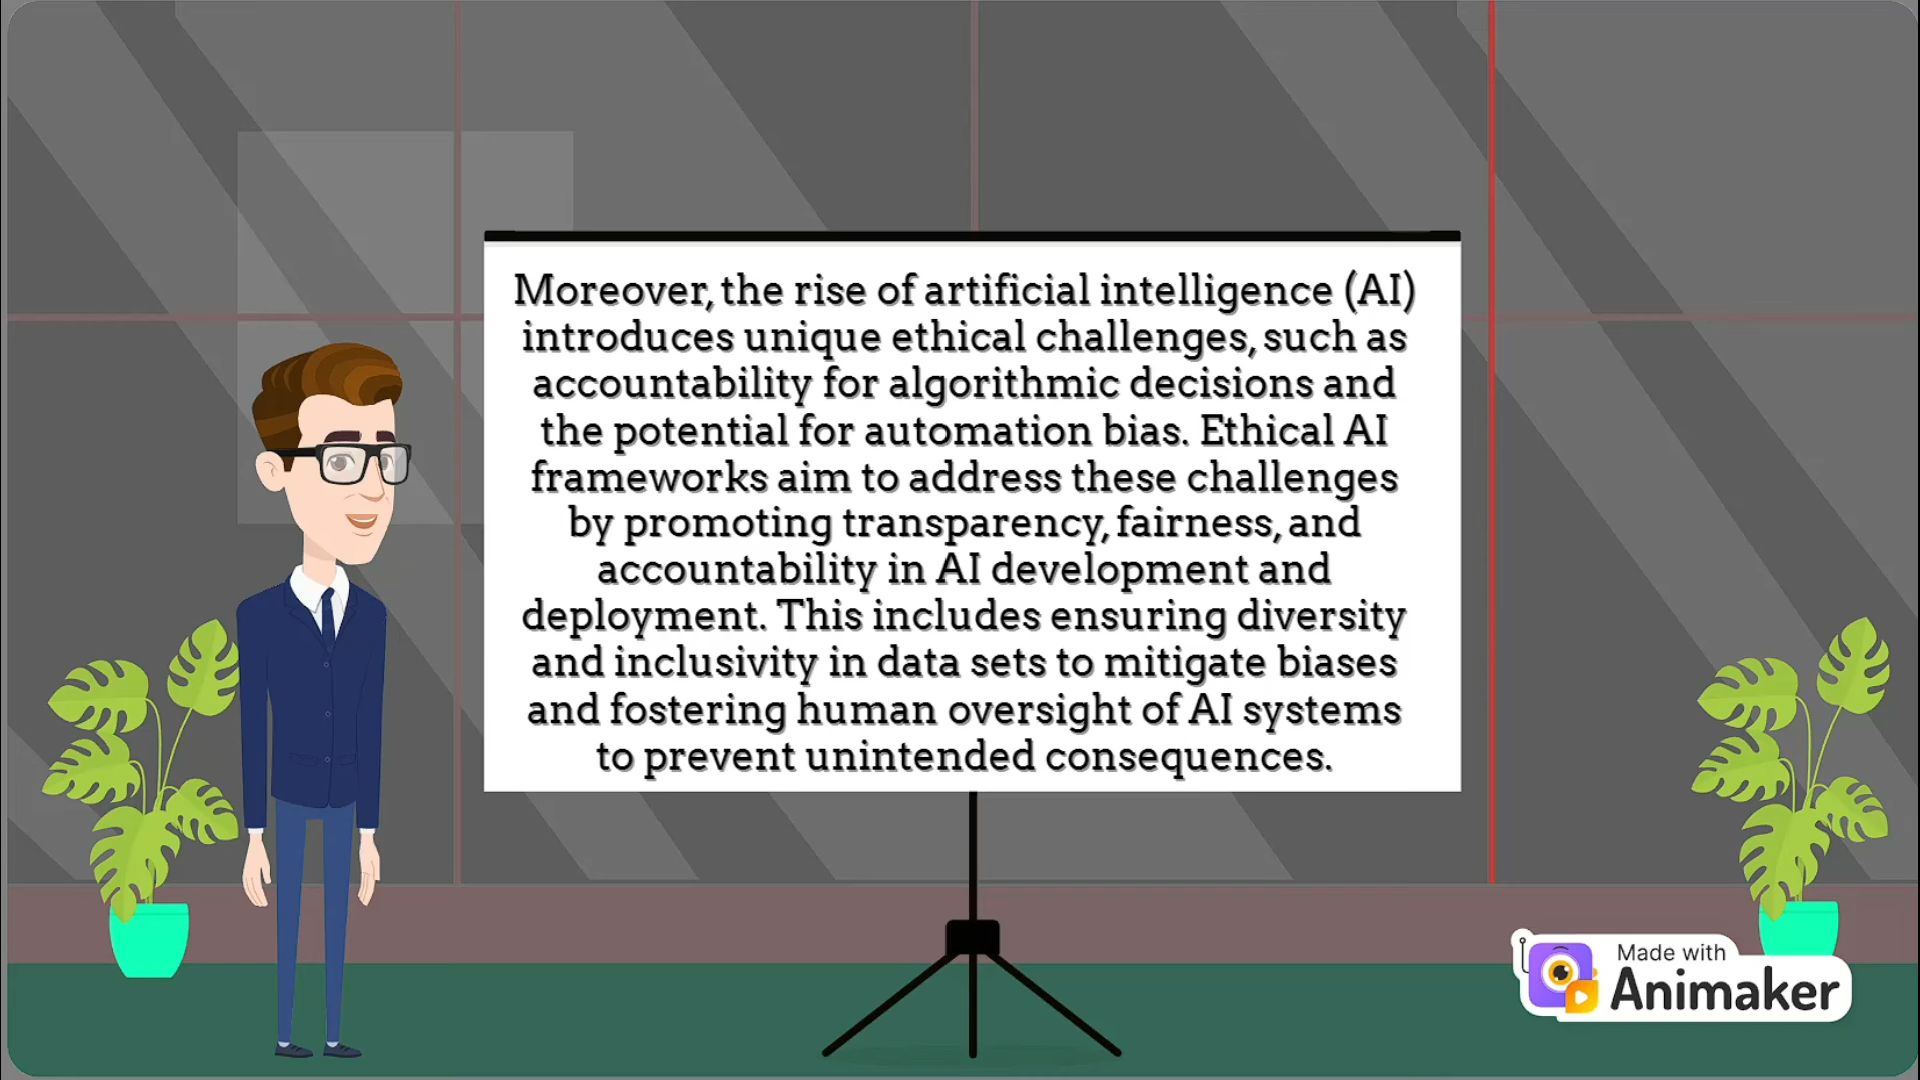 Moreover, the rise of artificial intelligence (AI)
introduces unique ethical challenges, such as
accountability for algorithmic decisions and
the potential for automation bias. Ethical AI
frameworks aim to address these challenges
by promoting transparency, fairness, and
accountability in AI development and
deployment. This includes ensuring diversity
and inclusivity in data sets to mitigate biases
and fostering human oversight of AI systems
to prevent unintended consequences.
Made with
Animaker